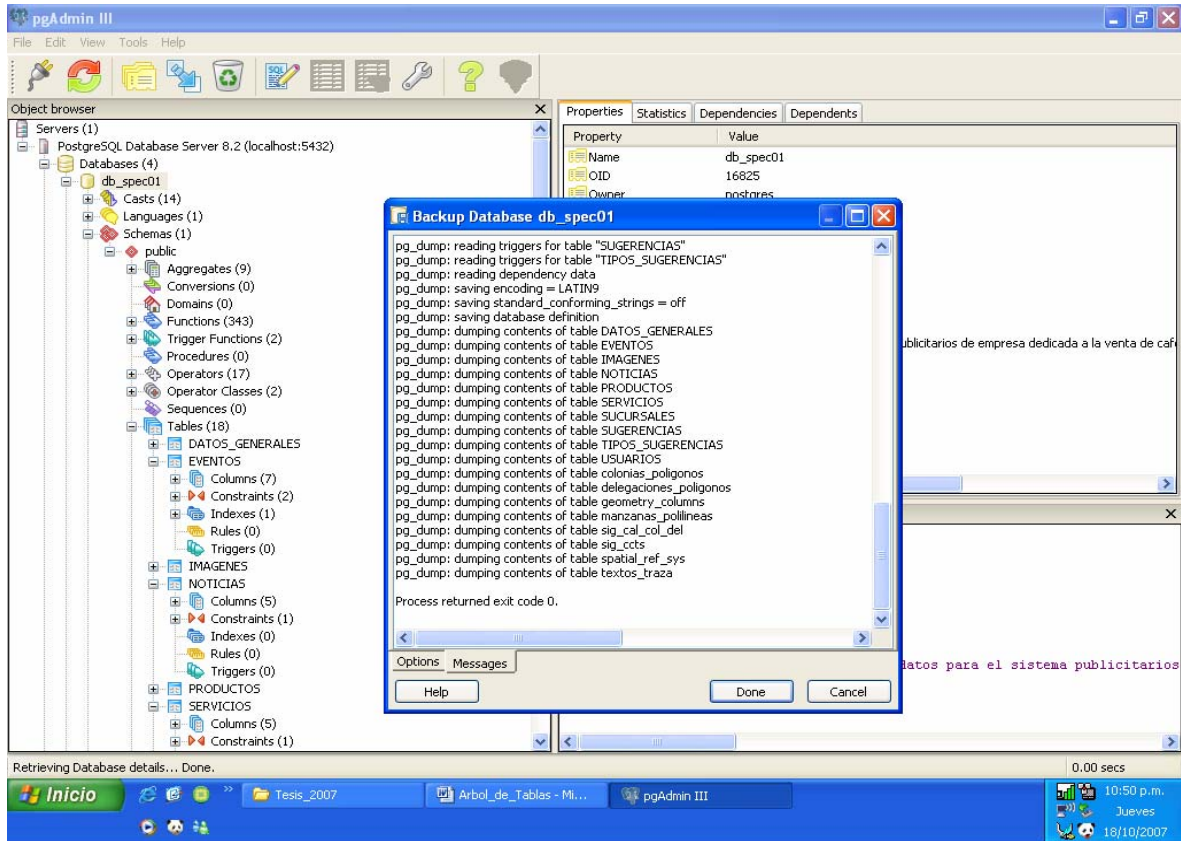 pgAdmin III
File Edit View Tools Help
Object browser
Servers (1)
PostgreSQL Database Server 8.2 (localhost:5432)
Databases (4)
db_spec01
Casts (14)
Languages (1)
Schemas (1)
public
Aggregates (9)
Conversions (0)
Domains (0)
Functions (343)
Trigger Functions (2)
Procedures (0)
Operators (17)
Operator Classes (2)
Sequences (0)
Tables (18)
DATOS_GENERALES
EVENTOS
Columns (7)
Constraints (2)
Indexes (1)
Rules (0)
Triggers (0)
IMAGENES
NOTICIAS
Columns (5)
Constraints (1)
Indexes (0)
Rules (0)
Triggers (0)
PRODUCTOS
SERVICIOS
Columns (5)
Constraints (1)
Properties Statistics Dependencies Dependents
Property Value
Name db_spec01
OID 16825
Owner postgres
ublicitarios de empresa dedicada a la venta de caf
Backup Database db_spec01
pg_dump: reading triggers for table "SUGERENCIAS"
pg_dump: reading triggers for table "TIPOS_SUGERENCIAS"
pg_dump: reading dependency data
pg_dump: saving encoding = LATIN9
pg_dump: saving standard_conforming_strings = off
pg_dump: saving database definition
pg_dump: dumping contents of table DATOS_GENERALES
pg_dump: dumping contents of table EVENTOS
pg_dump: dumping contents of table IMAGENES
pg_dump: dumping contents of table NOTICIAS
pg_dump: dumping contents of table PRODUCTOS
pg_dump: dumping contents of table SERVICIOS
pg_dump: dumping contents of table SUCURSALES
pg_dump: dumping contents of table SUGERENCIAS
pg_dump: dumping contents of table TIPOS_SUGERENCIAS
pg_dump: dumping contents of table USUARIOS
pg_dump: dumping contents of table colonias_poligonos
pg_dump: dumping contents of table delegaciones_poligonos
pg_dump: dumping contents of table geometry_columns
pg_dump: dumping contents of table manzanas_polilineas
pg_dump: dumping contents of table sig_cal_col_del
pg_dump: dumping contents of table sig_ccts
pg_dump: dumping contents of table spatial_ref_sys
pg_dump: dumping contents of table textos_traza
Process returned exit code 0.
Options Messages
Help Done Cancel
datos para el sistema publicitarios
Retrieving Database details... Done.
0.00 secs
Inicio
Tesis_2007
Arbol_de_Tablas - Mi...
pgAdmin III
10:50 p.m.
Jueves
18/10/2007